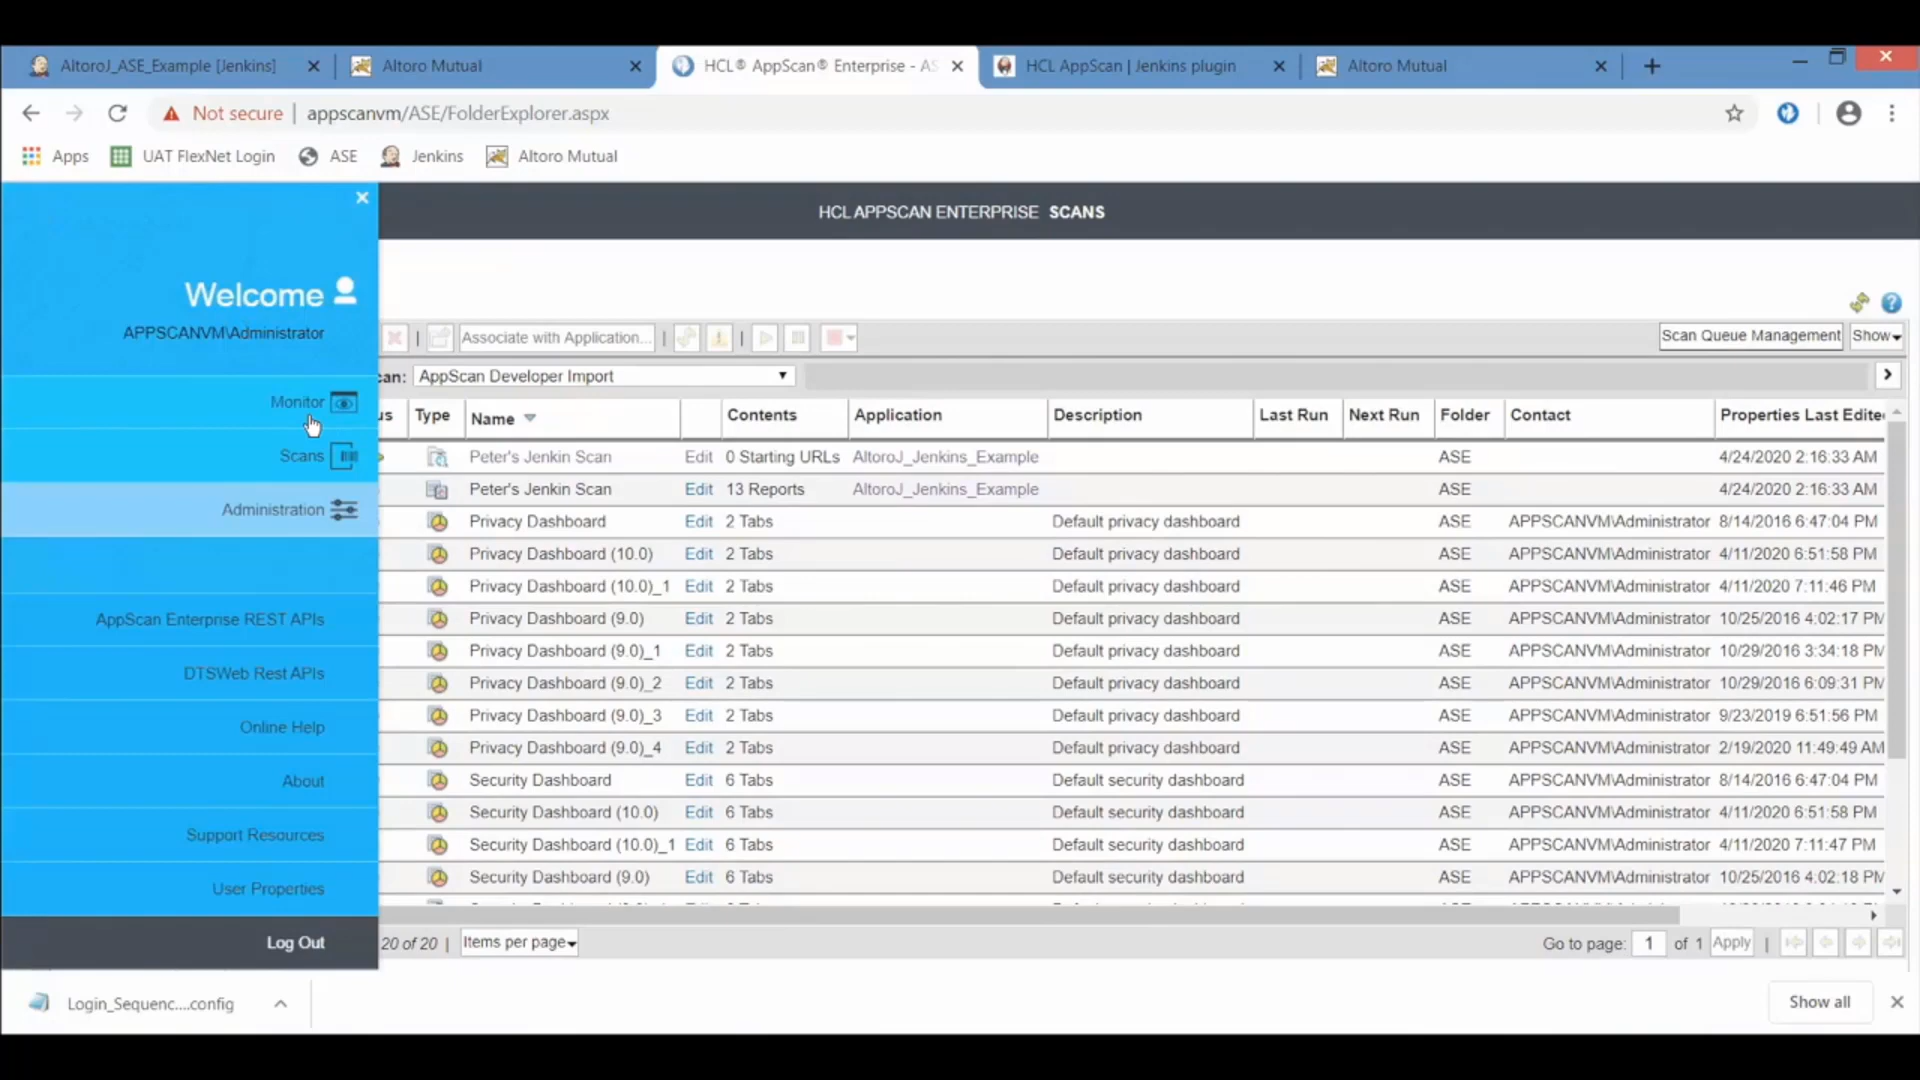 AltoroJ_ASE_Example [Jenkins]
Altoro Mutual
HCL® AppScan® Enterprise - AS
HCL AppScan | Jenkins plugin
Altoro Mutual
Not secure | appscanvm/ASE/FolderExplorer.aspx
Apps UAT FlexNet Login ASE Jenkins Altoro Mutual
HCL APPSCAN ENTERPRISE SCANS
Welcome
APPSCANVM\Administrator
Monitor
Scans
Administration
AppScan Enterprise REST APIs
DTSWeb Rest APIs
Online Help
About
Support Resources
User Properties
Log Out
Associate with Application... Scan Queue Management Show
can: AppScan Developer Import
us Type Name Contents Application Description Last Run Next Run Folder Contact Properties Last Edite
Peter's Jenkin Scan Edit 0 Starting URLs AltoroJ_Jenkins_Example ASE 4/24/2020 2:16:33 AM
Peter's Jenkin Scan Edit 13 Reports AltoroJ_Jenkins_Example ASE 4/24/2020 2:16:33 AM
Privacy Dashboard Edit 2 Tabs Default privacy dashboard ASE APPSCANVM\Administrator 8/14/2016 6:47:04 PM
Privacy Dashboard (10.0) Edit 2 Tabs Default privacy dashboard ASE APPSCANVM\Administrator 4/11/2020 6:51:58 PM
Privacy Dashboard (10.0)_1 Edit 2 Tabs Default privacy dashboard ASE APPSCANVM\Administrator 4/11/2020 7:11:46 PM
Privacy Dashboard (9.0) Edit 2 Tabs Default privacy dashboard ASE APPSCANVM\Administrator 10/25/2016 4:02:17 PM
Privacy Dashboard (9.0)_1 Edit 2 Tabs Default privacy dashboard ASE APPSCANVM\Administrator 10/29/2016 3:34:18 PM
Privacy Dashboard (9.0)_2 Edit 2 Tabs Default privacy dashboard ASE APPSCANVM\Administrator 10/29/2016 6:09:31 PM
Privacy Dashboard (9.0)_3 Edit 2 Tabs Default privacy dashboard ASE APPSCANVM\Administrator 9/23/2019 6:51:56 PM
Privacy Dashboard (9.0)_4 Edit 2 Tabs Default privacy dashboard ASE APPSCANVM\Administrator 2/19/2020 11:49:49 AM
Security Dashboard Edit 6 Tabs Default security dashboard ASE APPSCANVM\Administrator 8/14/2016 6:47:04 PM
Security Dashboard (10.0) Edit 6 Tabs Default security dashboard ASE APPSCANVM\Administrator 4/11/2020 6:51:58 PM
Security Dashboard (10.0)_1 Edit 6 Tabs Default security dashboard ASE APPSCANVM\Administrator 4/11/2020 7:11:47 PM
Security Dashboard (9.0) Edit 6 Tabs Default security dashboard ASE APPSCANVM\Administrator 10/25/2016 4:02:18 PM
20 of 20 | Items per page Go to page: 1 of 1 Apply |
Login_Sequenc....config Show all